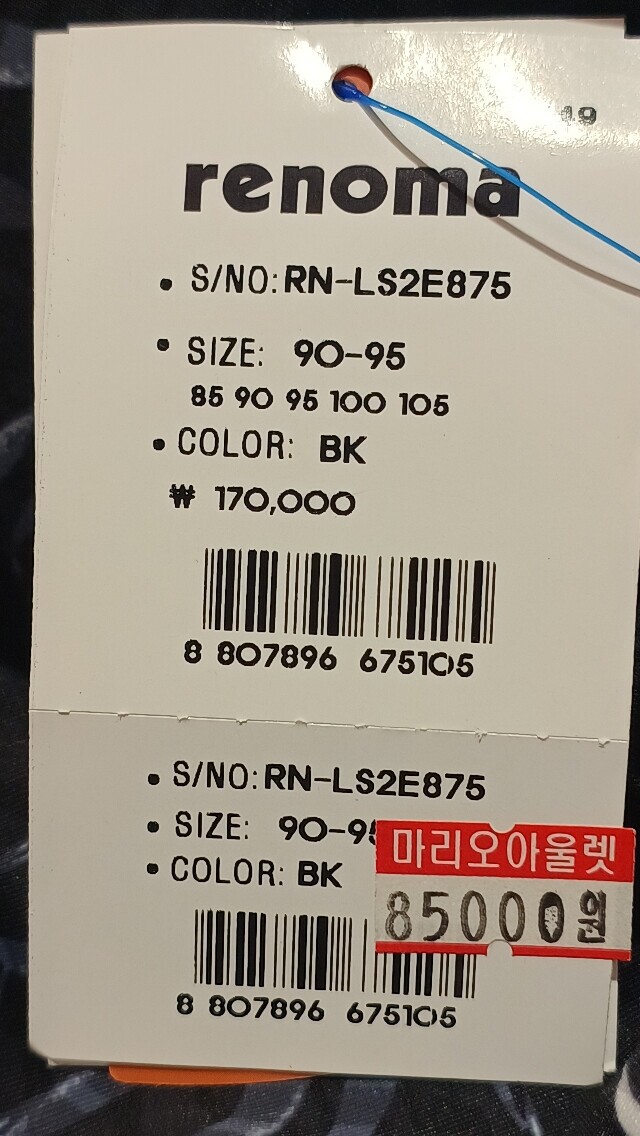 19
renoma
• S/NO: RN-LS2E875
• SIZE: 90-95
85 90 95 100 105
• COLOR: BK
₩ 170,000
8 807896 675105
• S/NO: RN-LS2E875
• SIZE: 90-95
• COLOR: BK
마리오아울렛
85000원
8 807896 675105